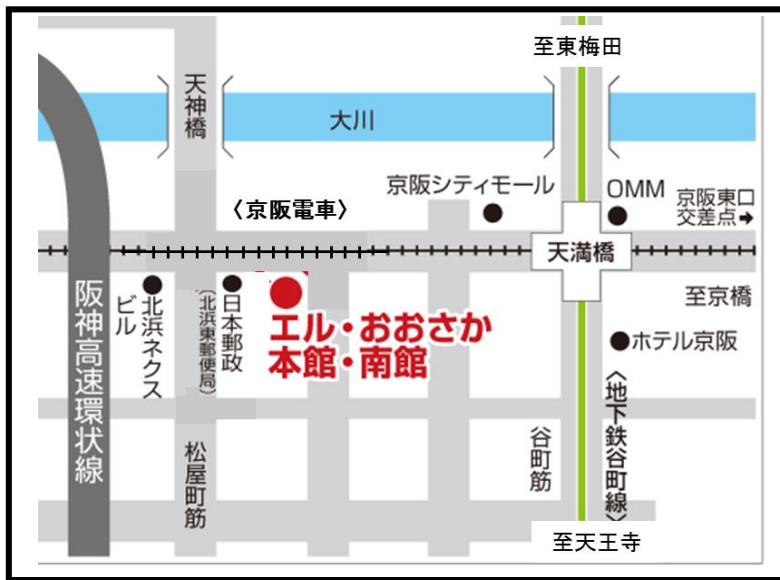 至東梅田
天神橋
大川
京阪シティモール
OMM
京阪東口
交差点➡
〈京阪電車〉
天満橋
至京橋
阪神高速環状線
北浜ネクス
ビル
日本郵政
(北浜東郵便局)
エル・おおさか
本館・南館
ホテル京阪
松屋町筋
谷町筋
〈地下鉄谷町線〉
至天王寺